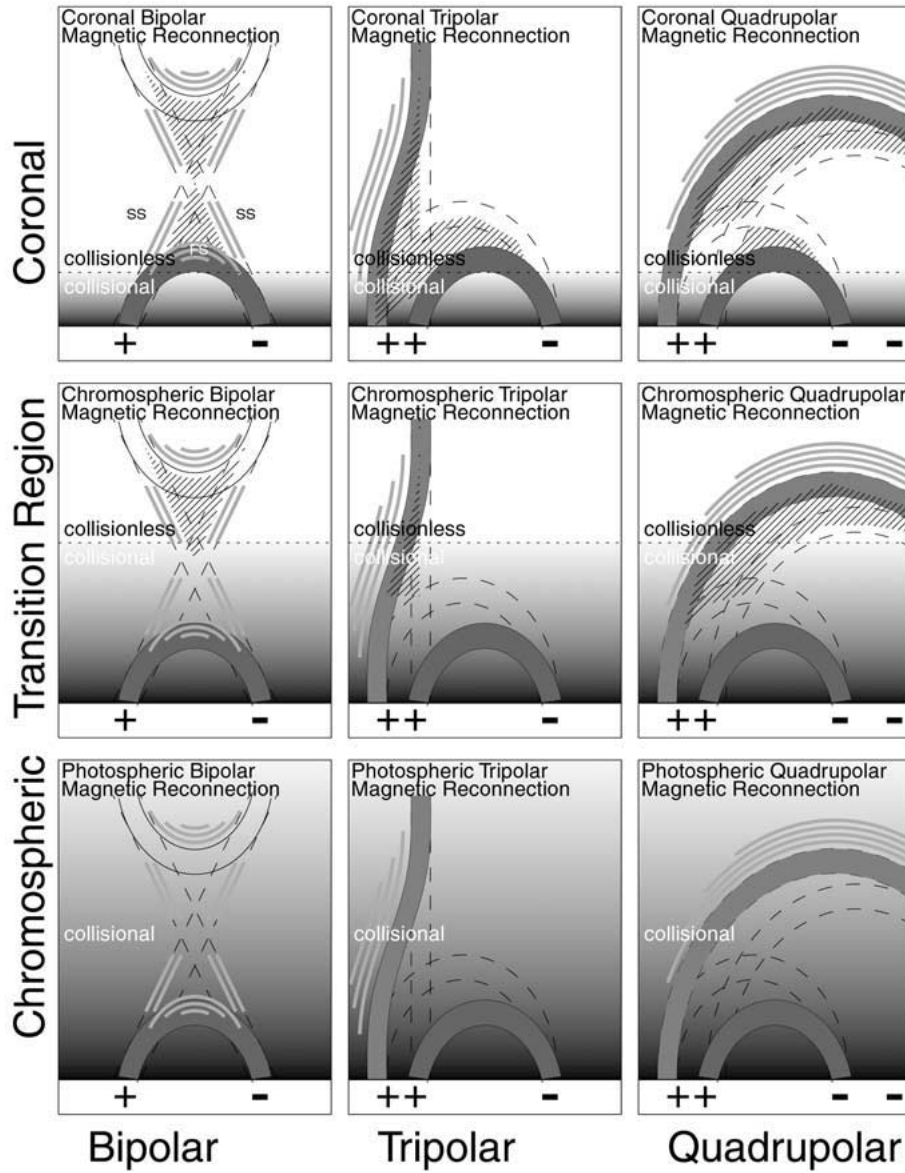 Coronal Bipolar
Magnetic Reconnection
Coronal Tripolar
Magnetic Reconnection
Coronal Quadrupolar
Magnetic Reconnection
Coronal
ss ss
collisionless
collisional
collisionless
collisional
collisionless
collisional
+ -
++ -
++ - -
Chromospheric Bipolar
Magnetic Reconnection
Chromospheric Tripolar
Magnetic Reconnection
Chromospheric Quadrupolar
Magnetic Reconnection
Transition Region
collisionless
collisional
collisionless
collisional
collisionless
collisional
+ -
++ -
++ - -
Photospheric Bipolar
Magnetic Reconnection
Photospheric Tripolar
Magnetic Reconnection
Photospheric Quadrupolar
Magnetic Reconnection
Chromospheric
collisional
collisional
collisional
+ -
++ -
++ - -
Bipolar
Tripolar
Quadrupolar